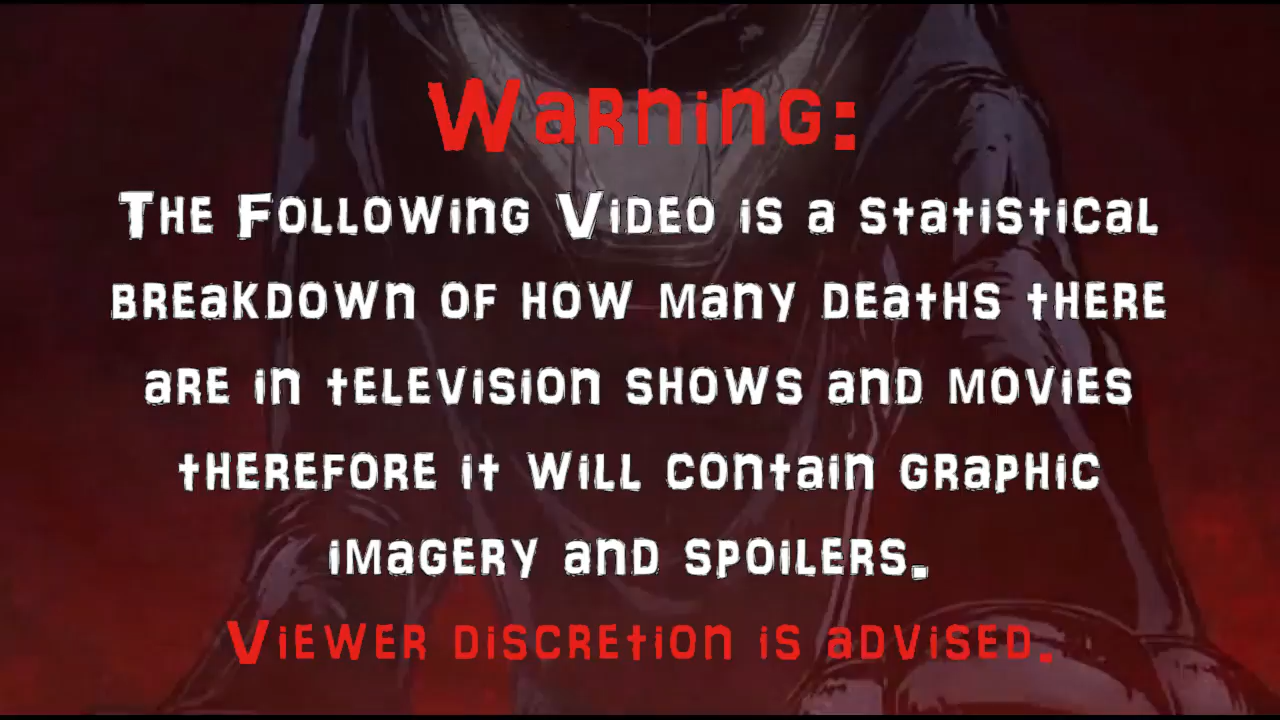 Warning:
The Following Video is a statistical
breakdown of how many deaths there
are in television shows and movies
therefore it will contain graphic
imagery and spoilers.
Viewer discretion is advised.